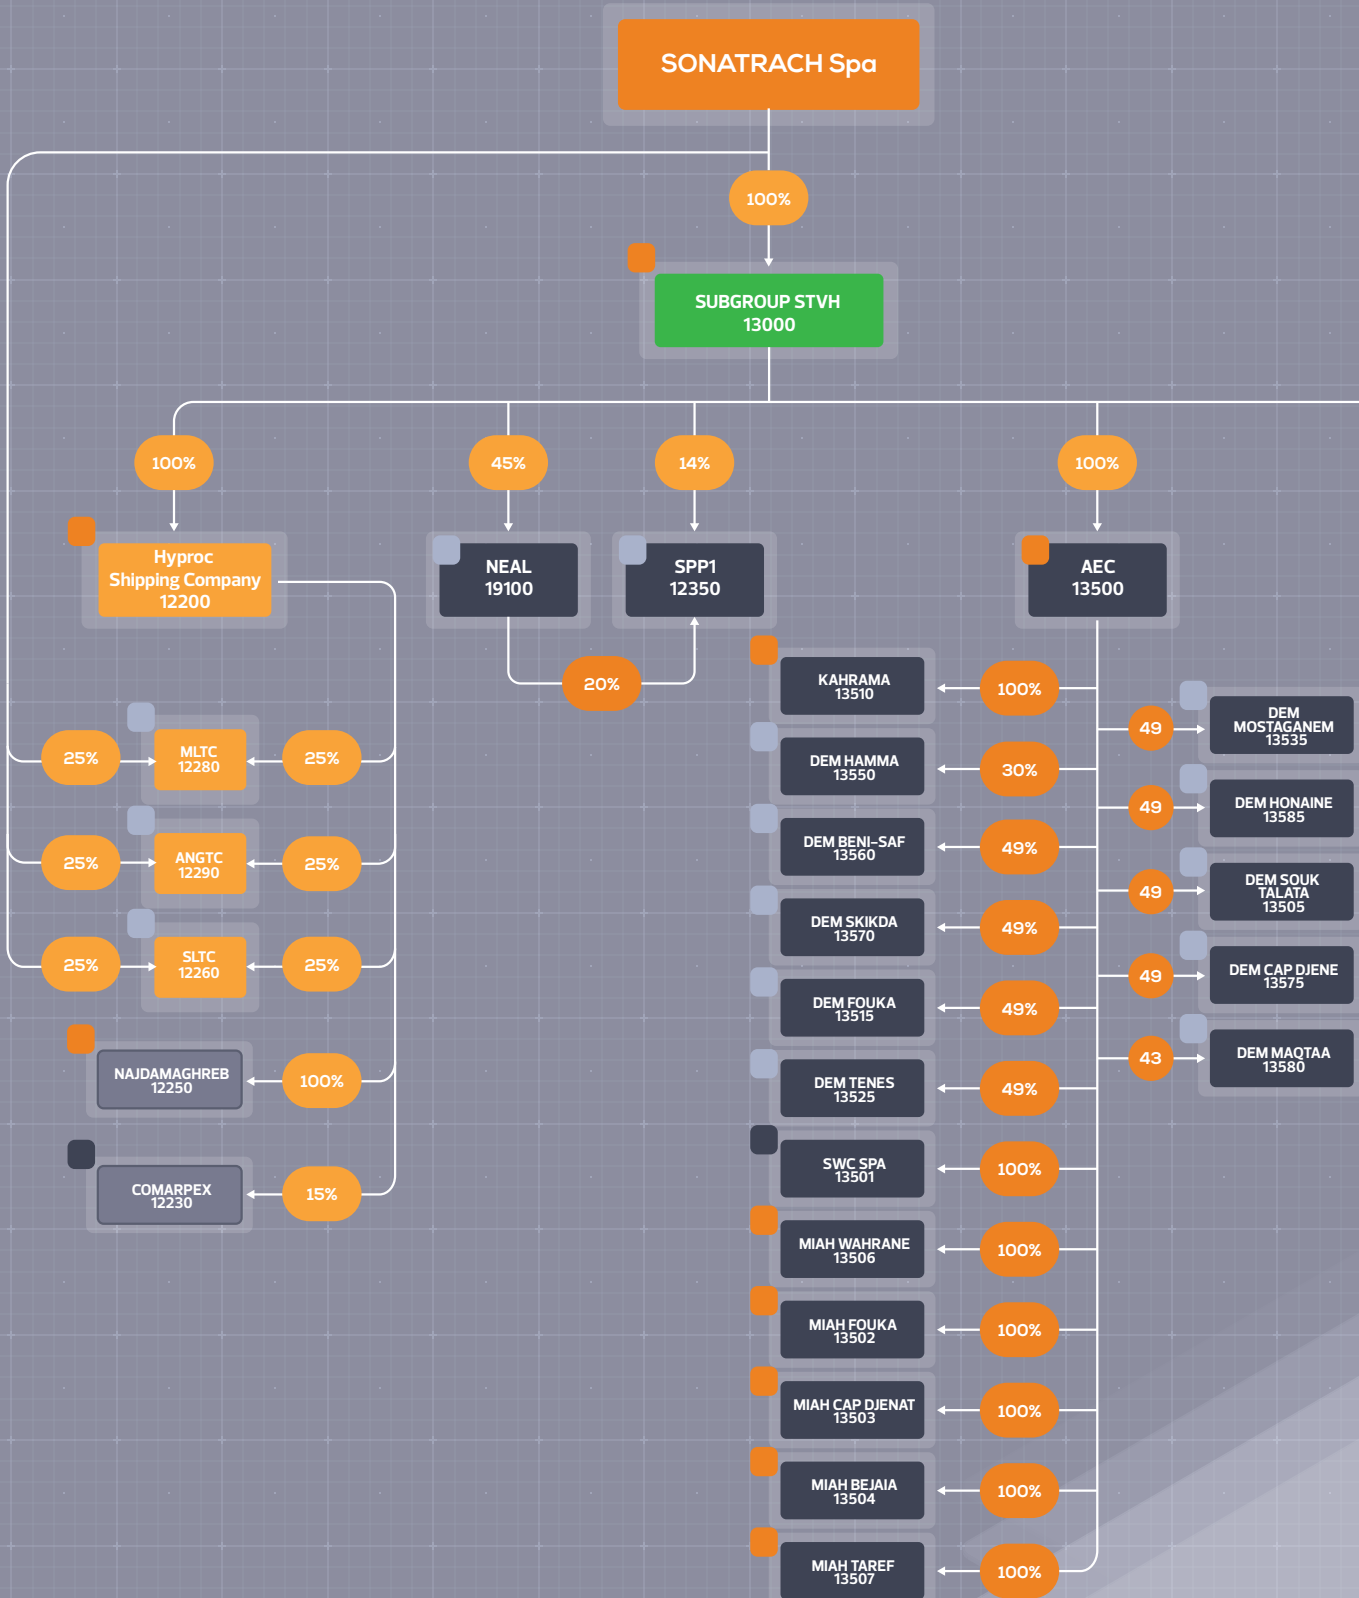 SONATRACH Spa
100%
SUBGROUP STVH
13000
100%
45%
14%
100%
Hyproc
Shipping Company
12200
NEAL
19100
SPP1
12350
AEC
13500
20%
25%
MLTC
12280
25%
25%
ANGTC
12290
25%
25%
SLTC
12260
25%
NAJDAMAGHREB
12250
100%
COMARPEX
12230
15%
KAHRAMA
13510
100%
DEM HAMMA
13550
30%
DEM BENI-SAF
13560
49%
DEM SKIKDA
13570
49%
DEM FOUKA
13515
49%
DEM TENES
13525
49%
SWC SPA
13501
100%
MIAH WAHRANE
13506
100%
MIAH FOUKA
13502
100%
MIAH CAP DJENAT
13503
100%
MIAH BEJAIA
13504
100%
MIAH TAREF
13507
100%
49
DEM
MOSTAGANEM
13535
49
DEM HONAINE
13585
49
DEM SOUK
TALATA
13505
49
DEM CAP DJENE
13575
43
DEM MAQTAA
13580